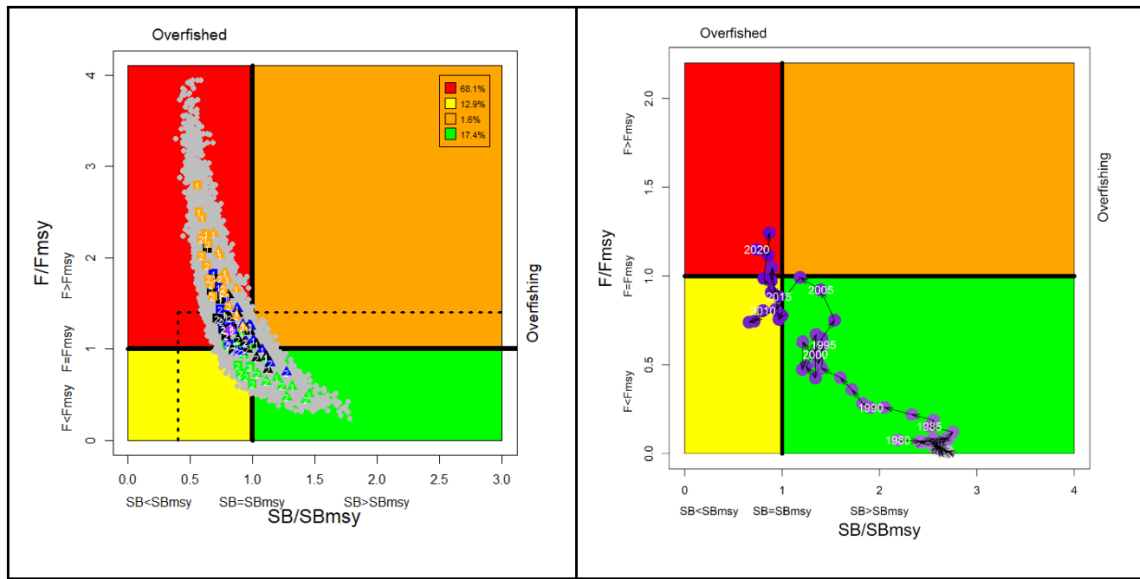 Overfished
68.1%
12.9%
1.6%
17.4%
4
3
2
1
0
F/Fmsy
F>Fmsy
F=Fmsy
F<Fmsy
Overfishing
0.0 0.5 1.0 1.5 2.0 2.5 3.0
SB<SBmsy SB=SBmsy SB>SBmsy
SB/SBmsy
Overfished
2.0
1.5
1.0
0.5
0.0
F/Fmsy
F>Fmsy
F=Fmsy
F<Fmsy
Overfishing
2020
2015
2010
2005
1995
2000
1990
1985
1980
0 1 2 3 4
SB<SBmsy SB=SBmsy SB>SBmsy
SB/SBmsy